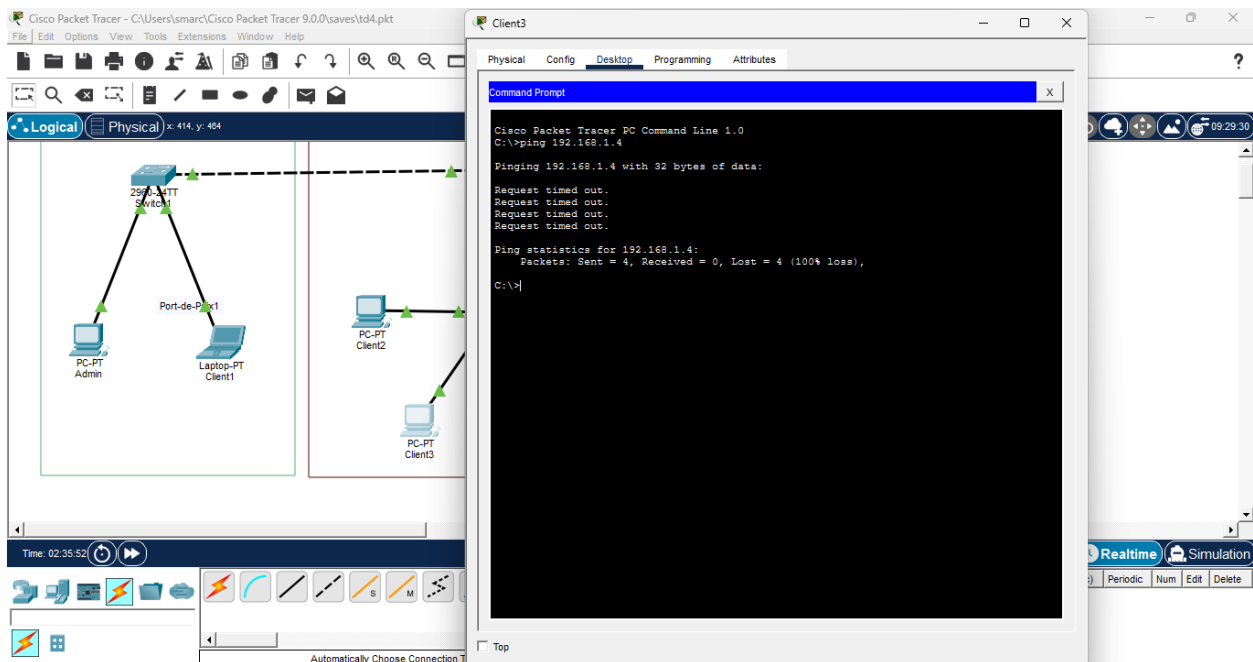 Cisco Packet Tracer - C:\Users\smarc\Cisco Packet Tracer 9.0.0\saves\td4.pkt
File Edit Options View Tools Extensions Window Help
?
Logical Physical x: 414, y: 464
09:29:30
2960-24TT
Switch1
Port-de-Paix1
PC-PT
Admin
Laptop-PT
Client1
PC-PT
Client2
PC-PT
Client3
Time: 02:35:52
Realtime Simulation
Periodic Num Edit Delete
S M
Automatically Choose Connection T
Client3
Physical Config Desktop Programming Attributes
Command Prompt X
Cisco Packet Tracer PC Command Line 1.0
C:\>ping 192.168.1.4
Pinging 192.168.1.4 with 32 bytes of data:
Request timed out.
Request timed out.
Request timed out.
Request timed out.
Ping statistics for 192.168.1.4:
Packets: Sent = 4, Received = 0, Lost = 4 (100% loss),
C:\>
Top